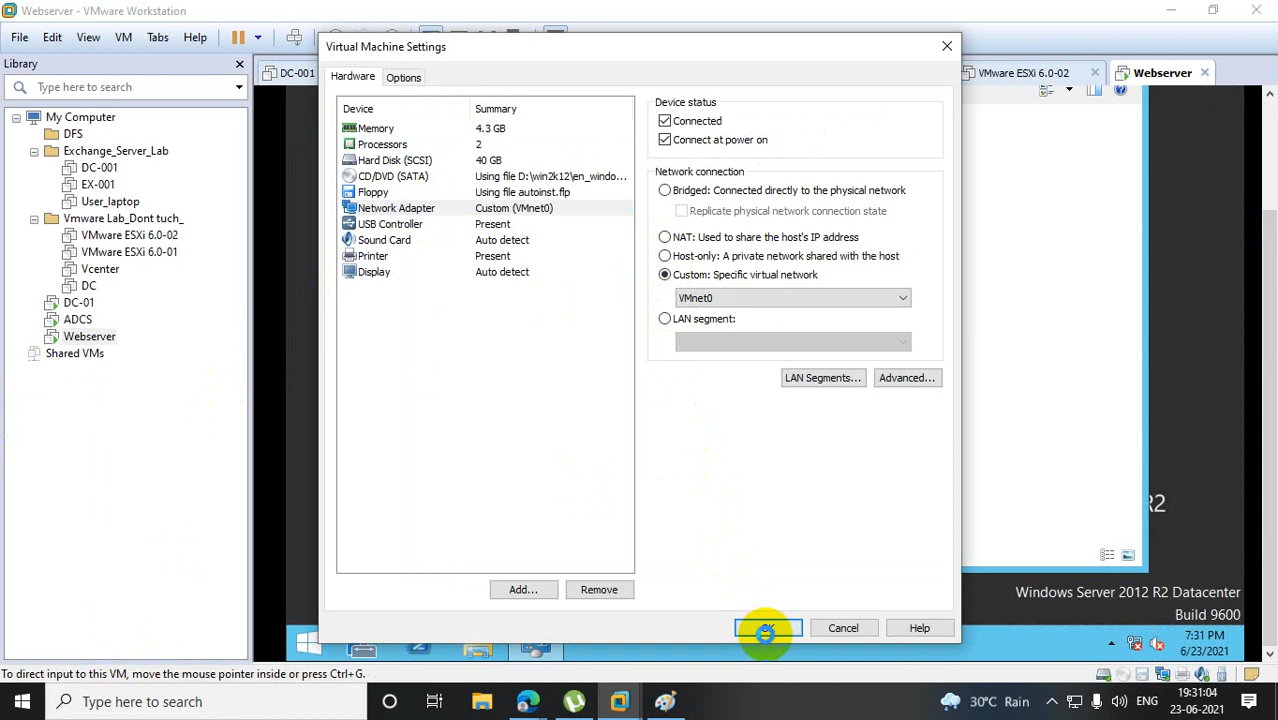 Webserver - VMware Workstation
File Edit View VM Tabs Help
Library
Type here to search
My Computer
DFS
Exchange_Server_Lab
DC-001
EX-001
User_laptop
Vmware Lab_Dont tuch_
VMware ESXi 6.0-02
VMware ESXi 6.0-01
Vcenter
DC
DC-01
ADCS
Webserver
Shared VMs
DC-001
VMware ESXi 6.0-02
Webserver
Virtual Machine Settings
Hardware Options
Device Summary
Memory 4.3 GB
Processors 2
Hard Disk (SCSI) 40 GB
CD/DVD (SATA) Using file D:\win2k12\en_windo...
Floppy Using file autoinst.flp
Network Adapter Custom (VMnet0)
USB Controller Present
Sound Card Auto detect
Printer Present
Display Auto detect
Add... Remove
Device status
Connected
Connect at power on
Network connection
Bridged: Connected directly to the physical network
Replicate physical network connection state
NAT: Used to share the host's IP address
Host-only: A private network shared with the host
Custom: Specific virtual network
VMnet0
LAN segment:
LAN Segments... Advanced...
OK Cancel Help
R2
Windows Server 2012 R2 Datacenter
Build 9600
7:31 PM
6/23/2021
To direct input to this VM, move the mouse pointer inside or press Ctrl+G.
Type here to search
30°C Rain
ENG
19:31:04
23-06-2021